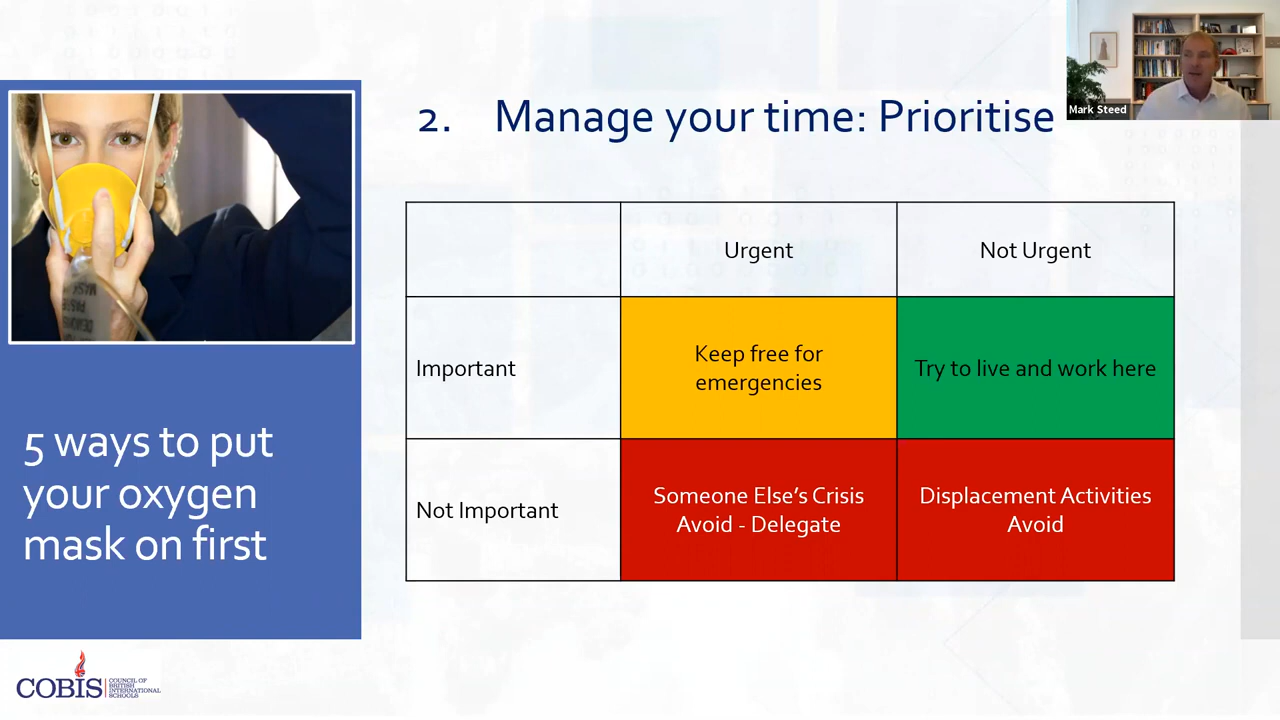 2. Manage your time: Prioritise
Mark Steed
5 ways to put
your oxygen
mask on first
Urgent
Not Urgent
Important
Keep free for
emergencies
Try to live and work here
Not Important
Someone Else's Crisis
Avoid - Delegate
Displacement Activities
Avoid
COBIS
COUNCIL OF
BRITISH
INTERNATIONAL
SCHOOLS